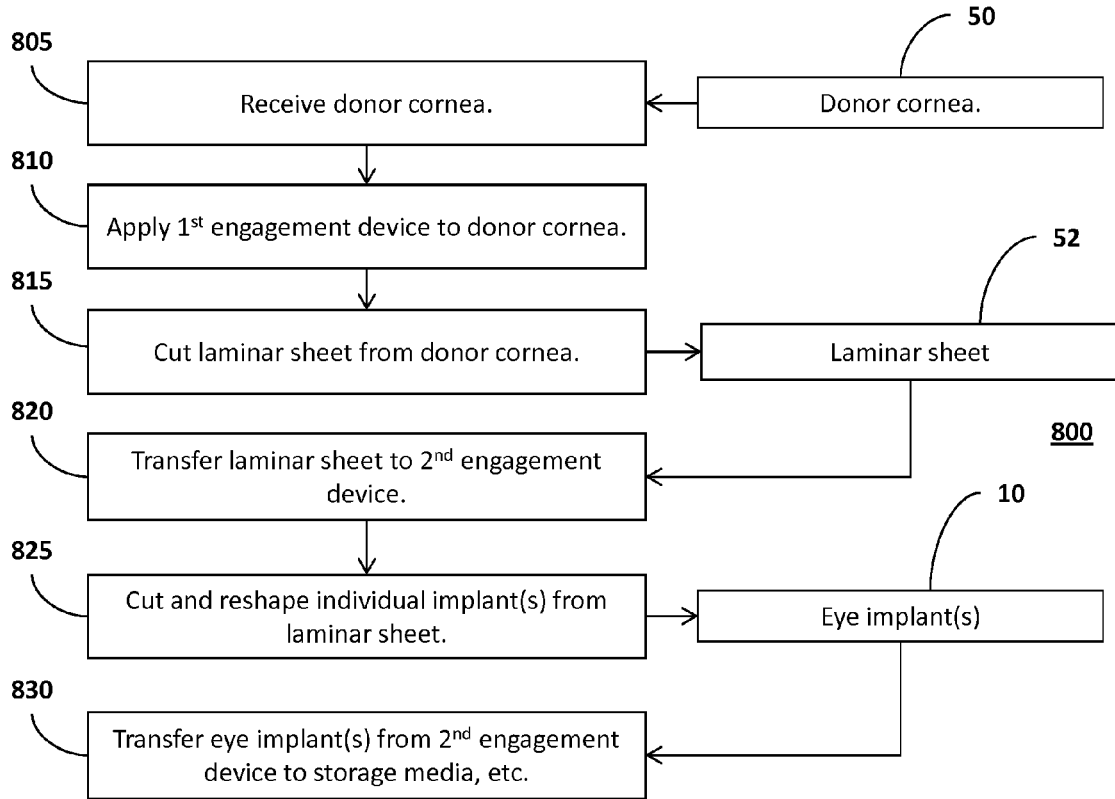 805
50
Receive donor cornea.
Donor cornea.
810
Apply 1st engagement device to donor cornea.
815
52
Cut laminar sheet from donor cornea.
Laminar sheet
820
800
Transfer laminar sheet to 2nd engagement
device.
10
825
Cut and reshape individual implant(s) from
laminar sheet.
Eye implant(s)
830
Transfer eye implant(s) from 2nd engagement
device to storage media, etc.